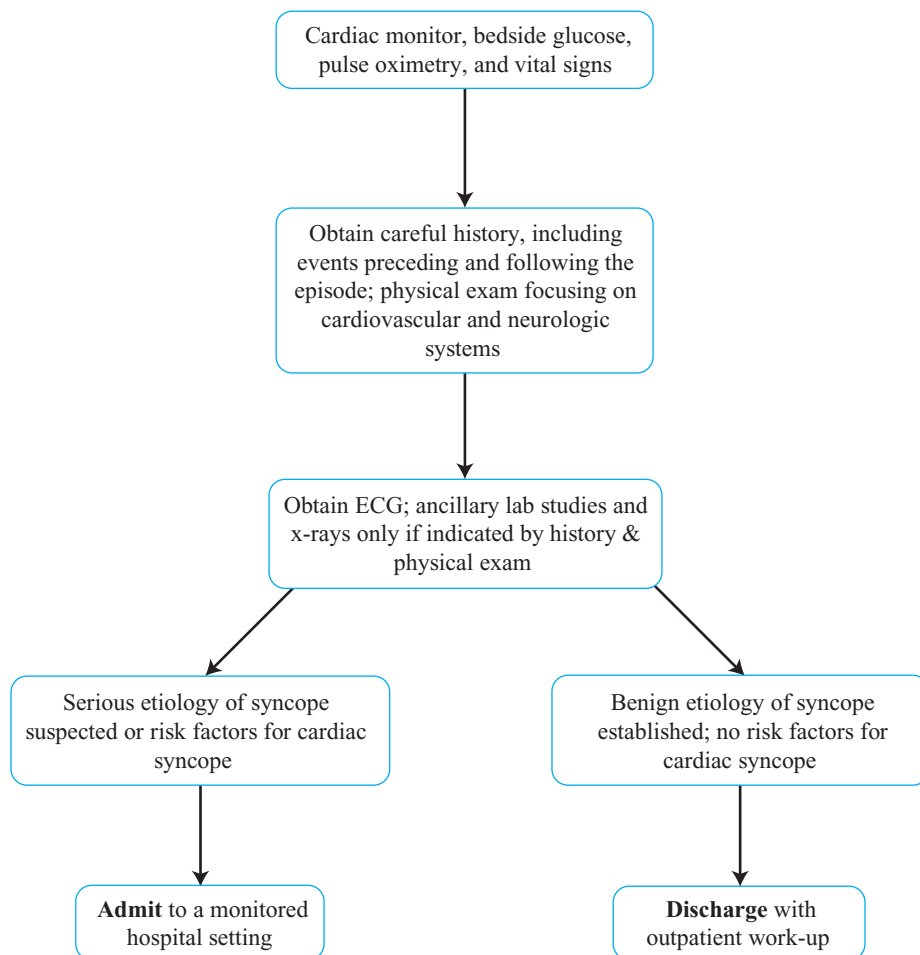 Cardiac monitor, bedside glucose,
pulse oximetry, and vital signs
Obtain careful history, including
events preceding and following the
episode; physical exam focusing on
cardiovascular and neurologic
systems
Obtain ECG; ancillary lab studies and
x-rays only if indicated by history &
physical exam
Serious etiology of syncope
suspected or risk factors for cardiac
syncope
Benign etiology of syncope
established; no risk factors for
cardiac syncope
Admit to a monitored
hospital setting
Discharge with
outpatient work-up